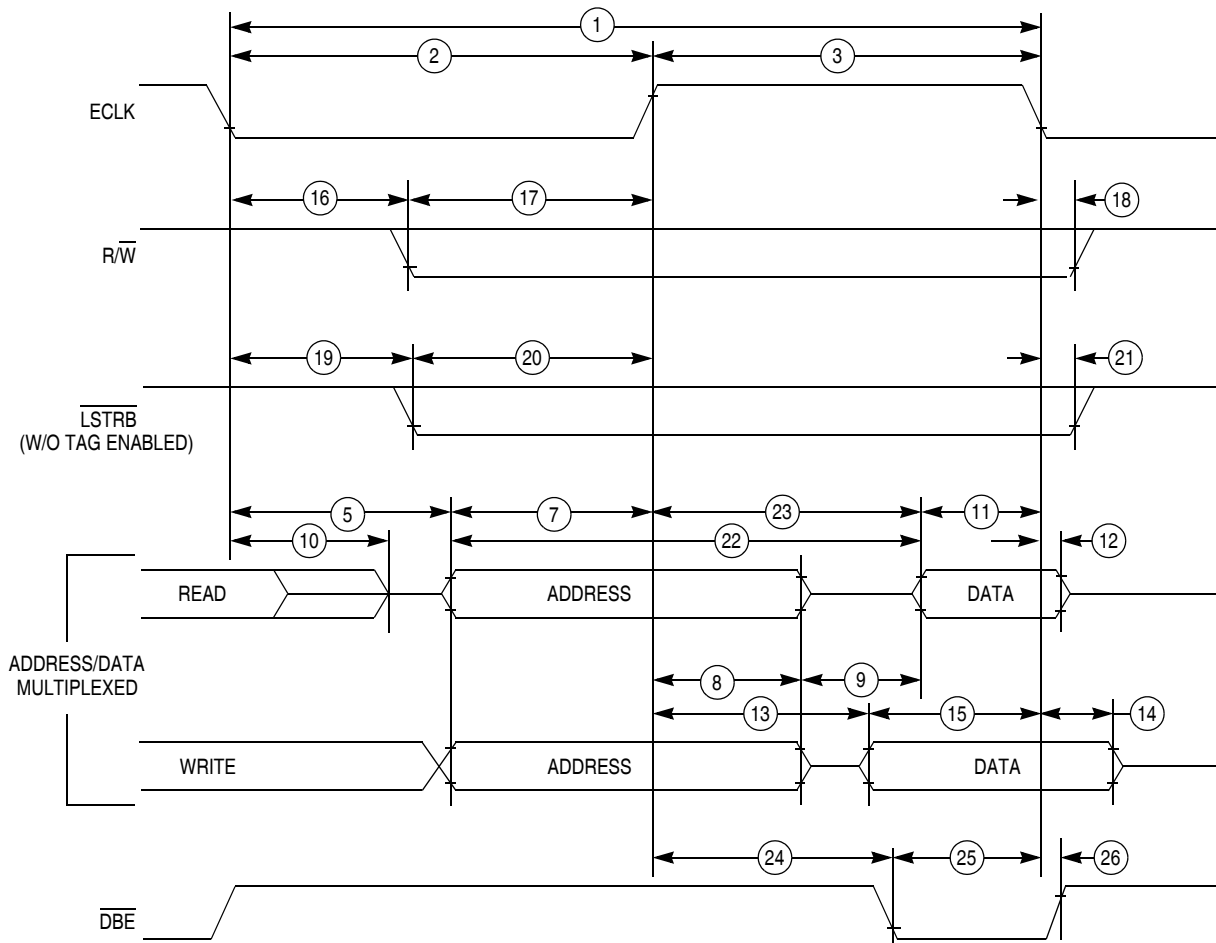 1
2
3
ECLK
16
17
18
R/W
19
20
21
LSTRB
(W/O TAG ENABLED)
5
7
23
11
10
22
12
READ
ADDRESS
DATA
ADDRESS/DATA
MULTIPLEXED
8
9
13
15
14
WRITE
ADDRESS
DATA
24
25
26
DBE